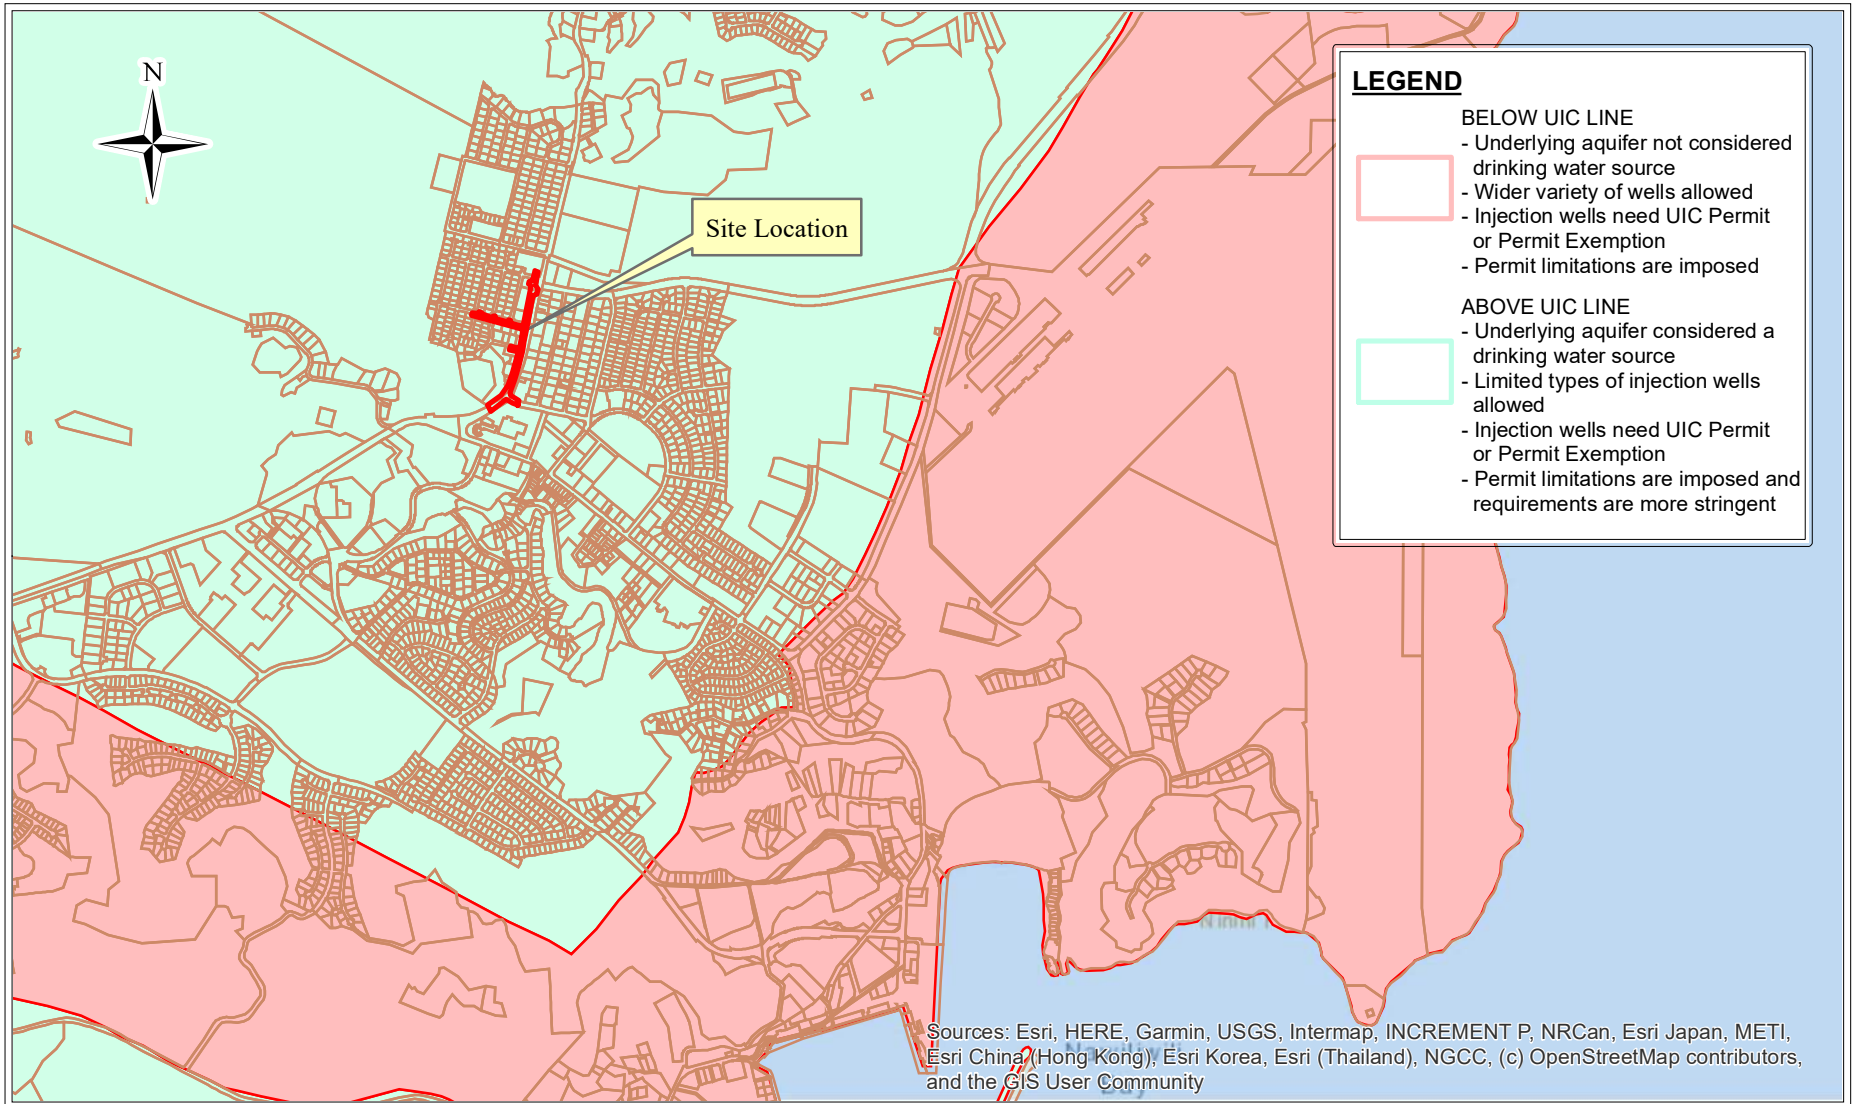 N
Site Location
LEGEND
BELOW UIC LINE
- Underlying aquifer not considered
drinking water source
- Wider variety of wells allowed
- Injection wells need UIC Permit
or Permit Exemption
- Permit limitations are imposed
ABOVE UIC LINE
- Underlying aquifer considered a
drinking water source
- Limited types of injection wells
allowed
- Injection wells need UIC Permit
or Permit Exemption
- Permit limitations are imposed and
requirements are more stringent
Sources: Esri, HERE, Garmin, USGS, Intermap, INCREMENT P, NRCan, Esri Japan, METI,
Esri China (Hong Kong), Esri Korea, Esri (Thailand), NGCC, (c) OpenStreetMap contributors,
and the GIS User Community
Bay